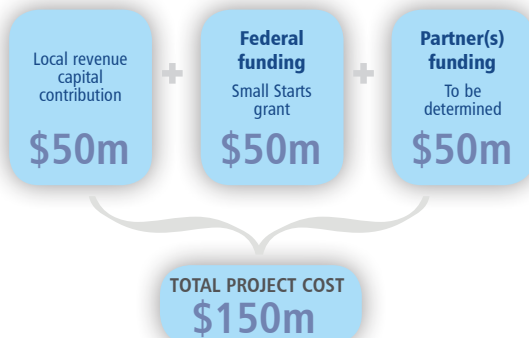 Local revenue
capital
contribution
$50m
+
Federal
funding
Small Starts
grant
$50m
+
Partner(s)
funding
To be
determined
$50m
TOTAL PROJECT COST
$150m